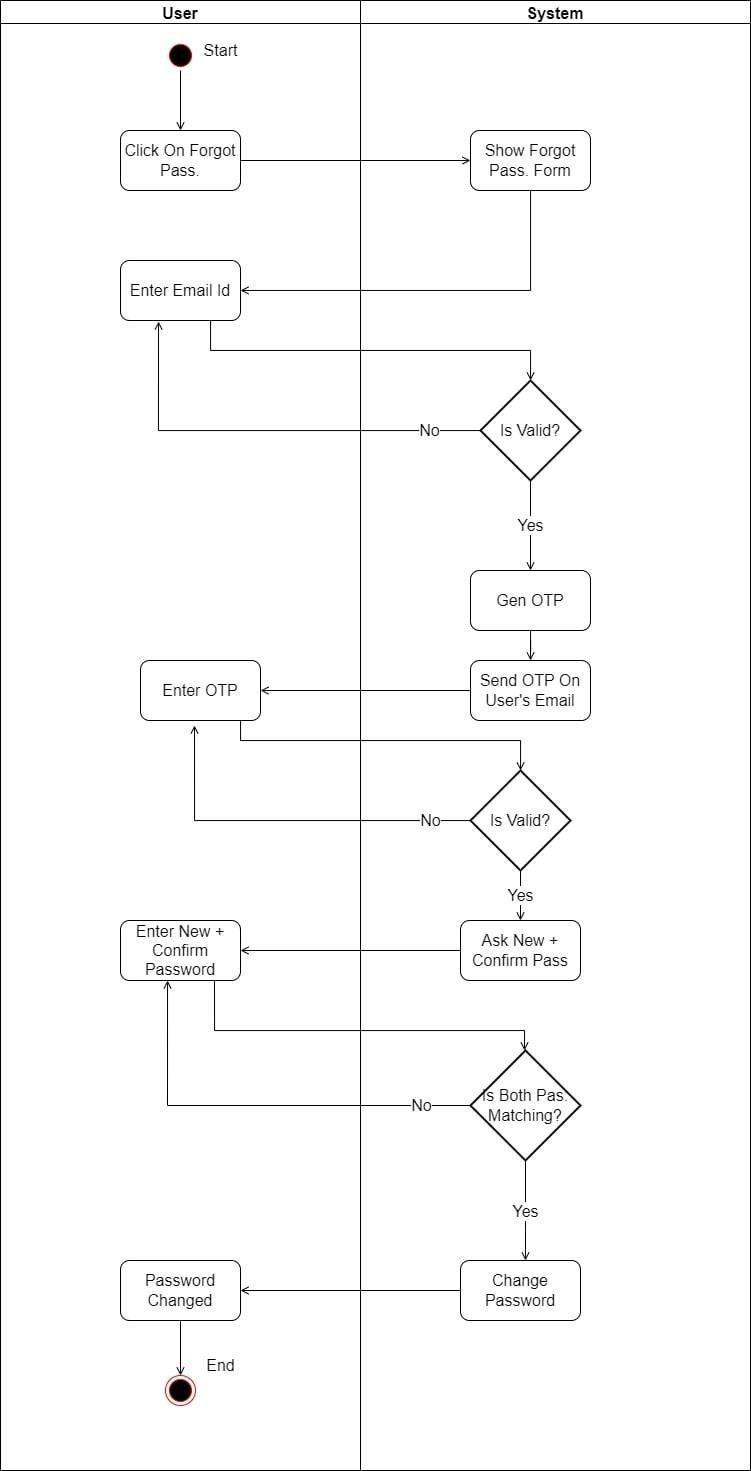 User
System
Start
Click On Forgot
Pass.
Show Forgot
Pass. Form
Enter Email Id
No
Is Valid?
Yes
Gen OTP
Enter OTP
Send OTP On
User's Email
No
Is Valid?
Yes
Enter New +
Confirm
Password
Ask New +
Confirm Pass
No
Is Both Pas.
Matching?
Yes
Password
Changed
Change
Password
End